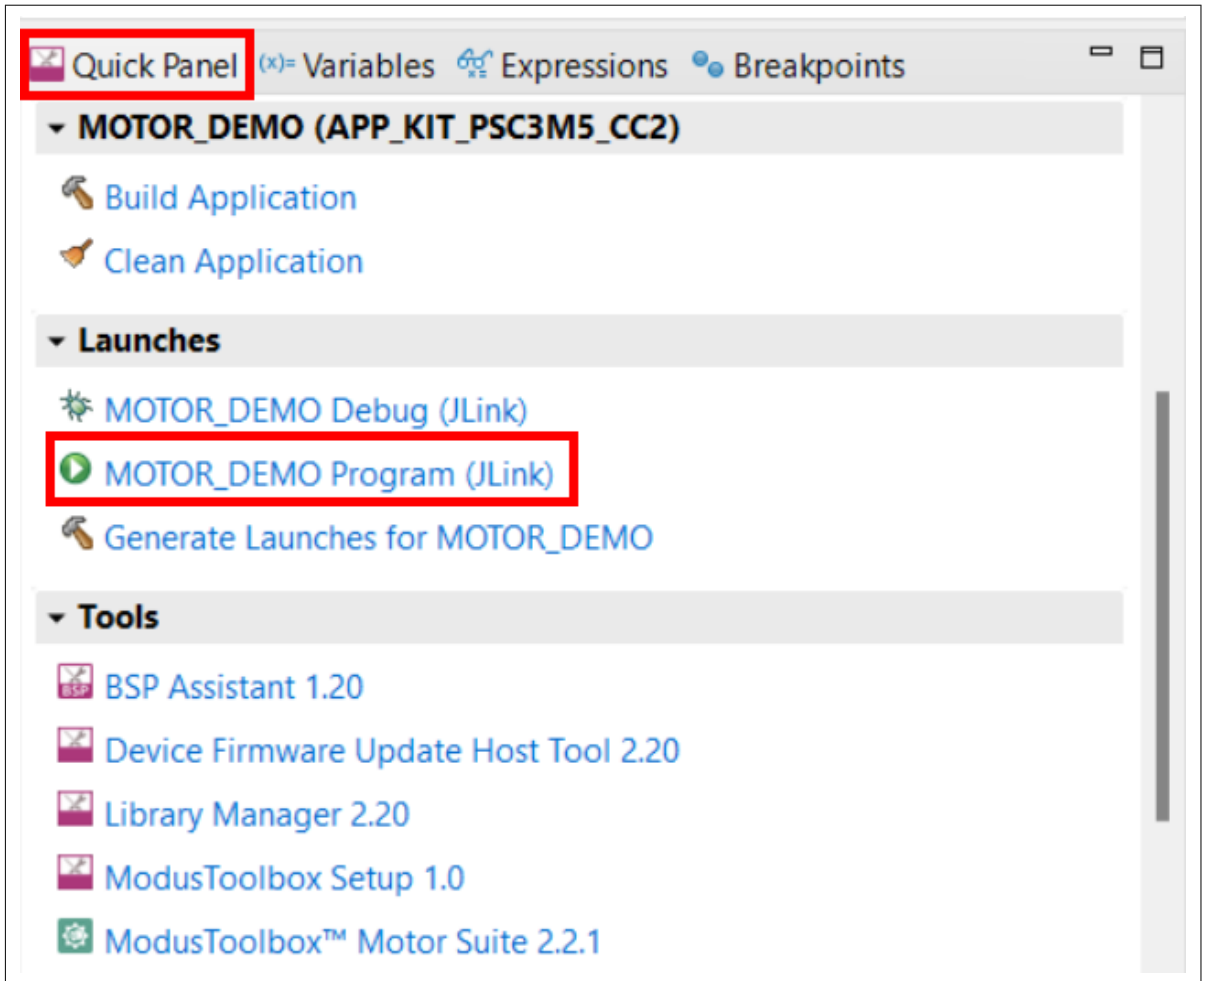 Quick Panel (x)= Variables Expressions Breakpoints
MOTOR_DEMO (APP_KIT_PSC3M5_CC2)
Build Application
Clean Application
Launches
MOTOR_DEMO Debug (JLink)
MOTOR_DEMO Program (JLink)
Generate Launches for MOTOR_DEMO
Tools
BSP BSP Assistant 1.20
Device Firmware Update Host Tool 2.20
Library Manager 2.20
ModusToolbox Setup 1.0
ModusToolbox™ Motor Suite 2.2.1